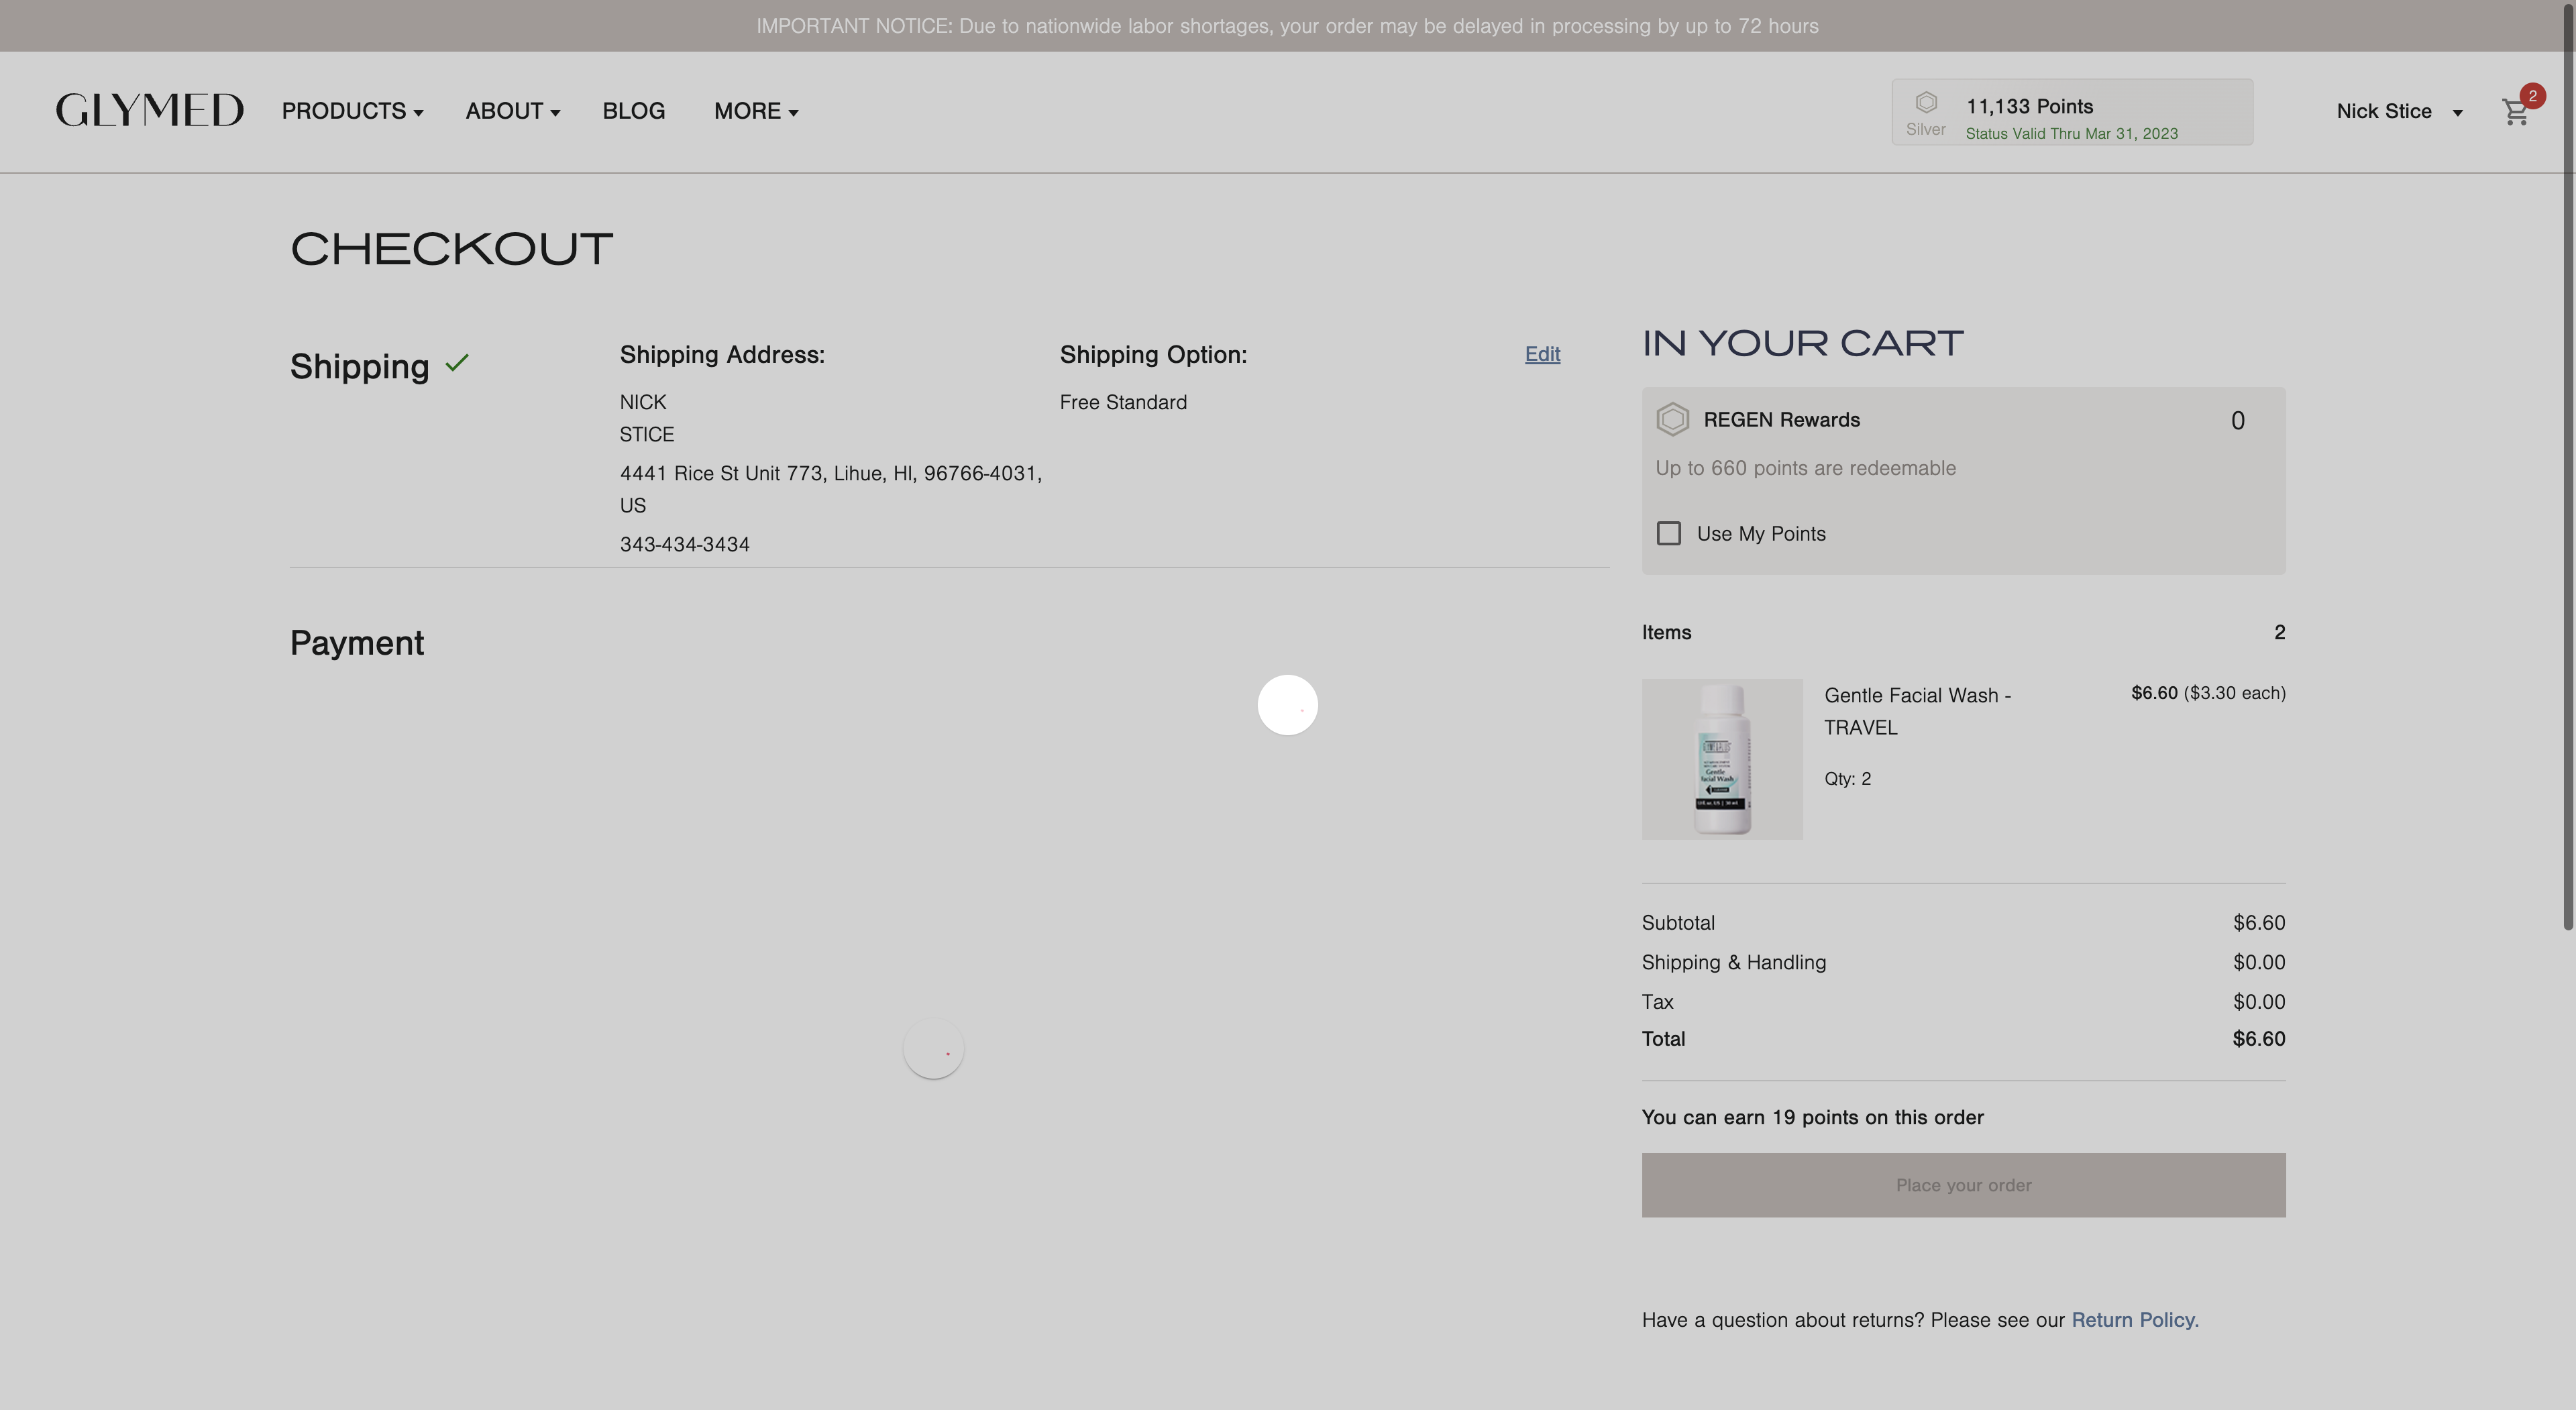 IMPORTANT NOTICE: Due to nationwide labor shortages, your order may be delayed in processing by up to 72 hours
GLYMED
PRODUCTS
ABOUT
BLOG
MORE
Silver
11,133 Points
Status Valid Thru Mar 31, 2023
Nick Stice
2
CHECKOUT
Shipping
Shipping Address:
NICK
STICE
4441 Rice St Unit 773, Lihue, HI, 96766-4031,
US
343-434-3434
Shipping Option:
Free Standard
Edit
Payment
IN YOUR CART
REGEN Rewards
0
Up to 660 points are redeemable
Use My Points
Items
2
Gentle
Facial Wash
Gentle Facial Wash -
TRAVEL
Qty: 2
$6.60 ($3.30 each)
Subtotal
$6.60
Shipping & Handling
$0.00
Tax
$0.00
Total
$6.60
You can earn 19 points on this order
Place your order
Have a question about returns? Please see our Return Policy.